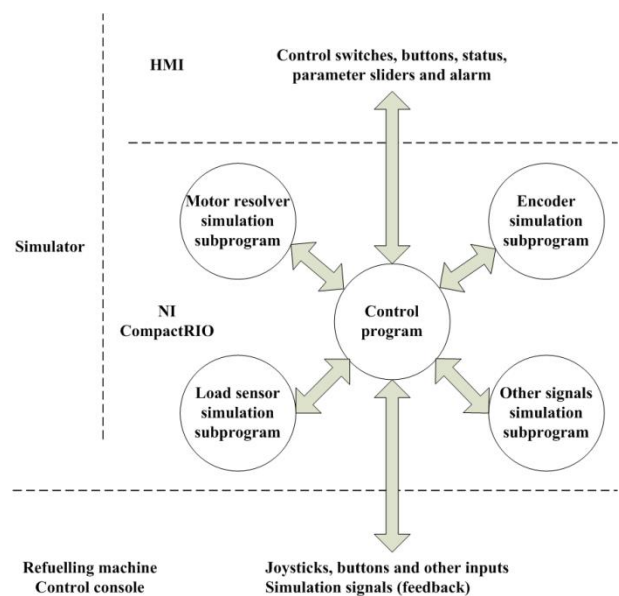 HMI
Control switches, buttons, status,
parameter sliders and alarm
Motor resolver
simulation
subprogram
Encoder
simulation
subprogram
Simulator
NI
CompactRIO
Control
program
Load sensor
simulation
subprogram
Other signals
simulation
subprogram
Refuelling machine
Control console
Joysticks, buttons and other inputs
Simulation signals (feedback)